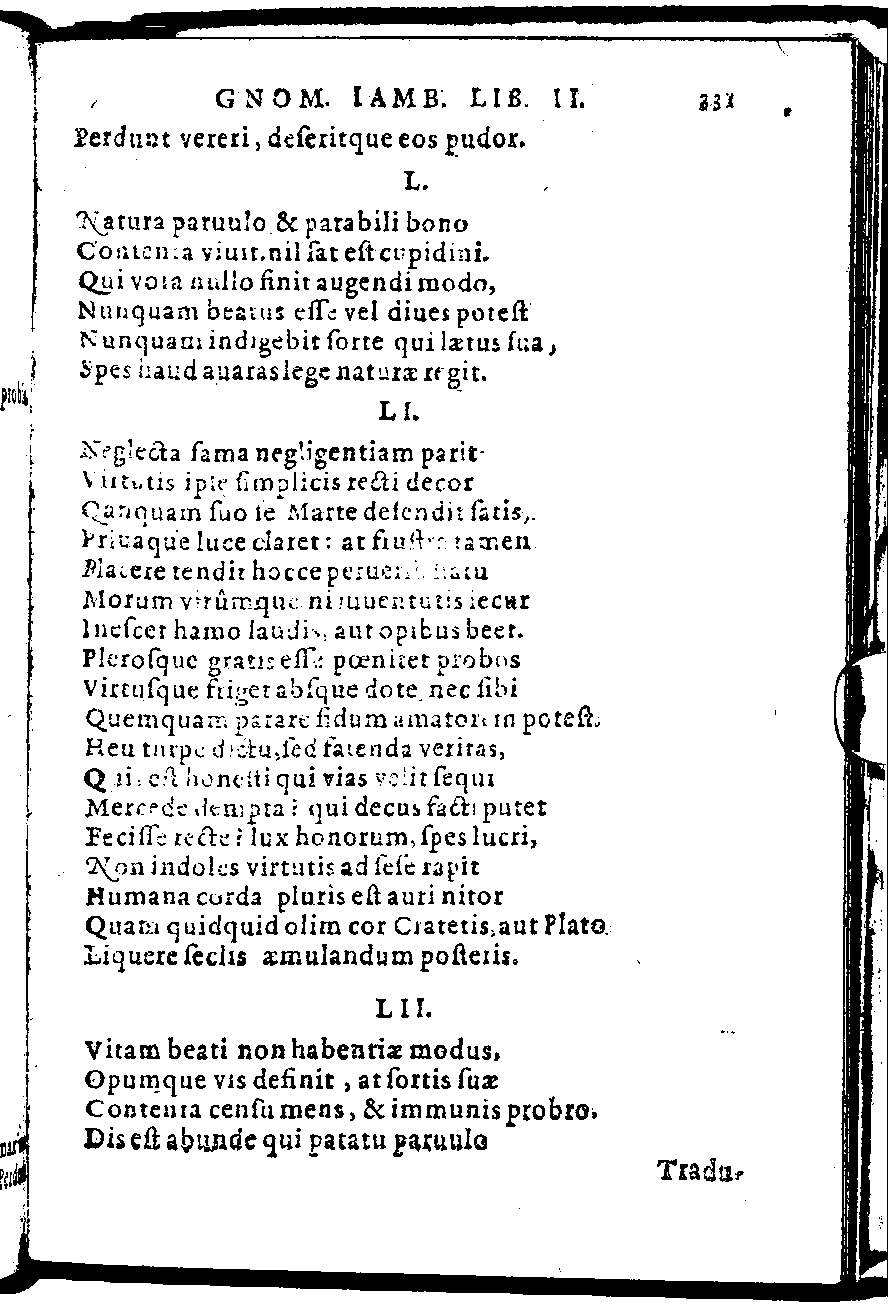 GNOM. IAMB. LIB. II. 331
Perdunt vereri, deſeritque eos pudor.
L.
Natura paruulo & parabili bono
Contenta viuit. nil ſat eſt cupidini.
Qui vota nullo finit augendi modo,
Nunquam beatus eſſe vel diues poteſt
Nunquam indigebit ſorte qui lætus ſua,
Spes haud auaras lege naturæ regit.
LI.
Neglecta fama negligentiam parit
Virtutis ipſe ſimplicis recti decor
Qanquam ſuo ſe Marte defendit ſatis,
Priuaque luce claret: at fruſtra tamen
Placere tendit hocce peruerſ
Morum virûmque ni iuuentutis iecur
Ineſcet hamo laudis, aut opibus beet.
Pleroſque gratis eſſe pœnitet probos
Virtuſque friget abſque dote, nec ſibi
Quemquam parare fidum amatorem poteſt.
Heu turpe dictu, ſed fatenda veritas,
Quis eſt honeſti qui vias velit ſequi
Mercede dempta? qui decus facti putet
Feciſſe recte? lux honorum, ſpes lucri,
Non indoles virtutis ad ſeſe rapit
Humana corda pluris eſt auri nitor
Quam quidquid olim cor Cratetis, aut Plato
Liquere ſeclis æmulandum poſteris.
LII.
Vitam beati non habentiæ modus,
Opumque vis definit, at ſortis ſuæ
Contenta cenſu mens, & immunis probro.
Dis eſt abunde qui paratu paruulo
Tradu-